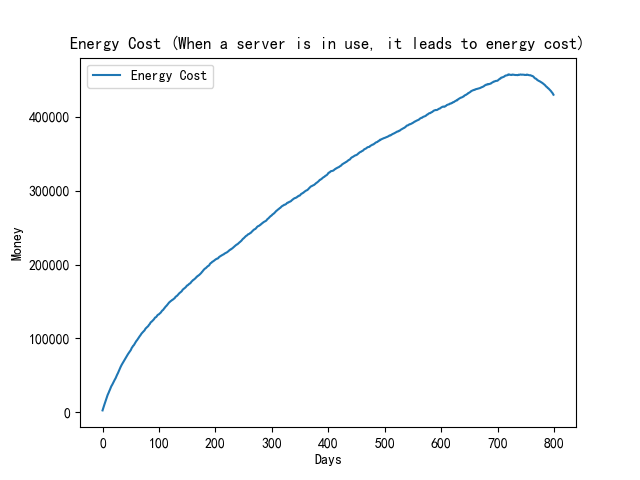 Energy Cost (When a server is in use, it leads to energy cost)
Energy Cost
400000
300000
200000
100000
0
Money
0 100 200 300 400 500 600 700 800
Days